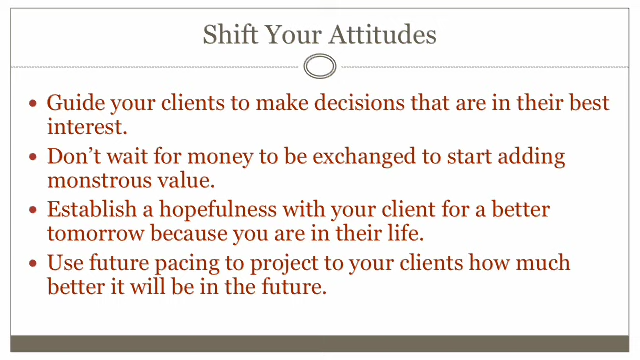 Shift Your Attitudes
• Guide your clients to make decisions that are in their best
interest.
• Don’t wait for money to be exchanged to start adding
monstrous value.
• Establish a hopefulness with your client for a better
tomorrow because you are in their life.
• Use future pacing to project to your clients how much
better it will be in the future.